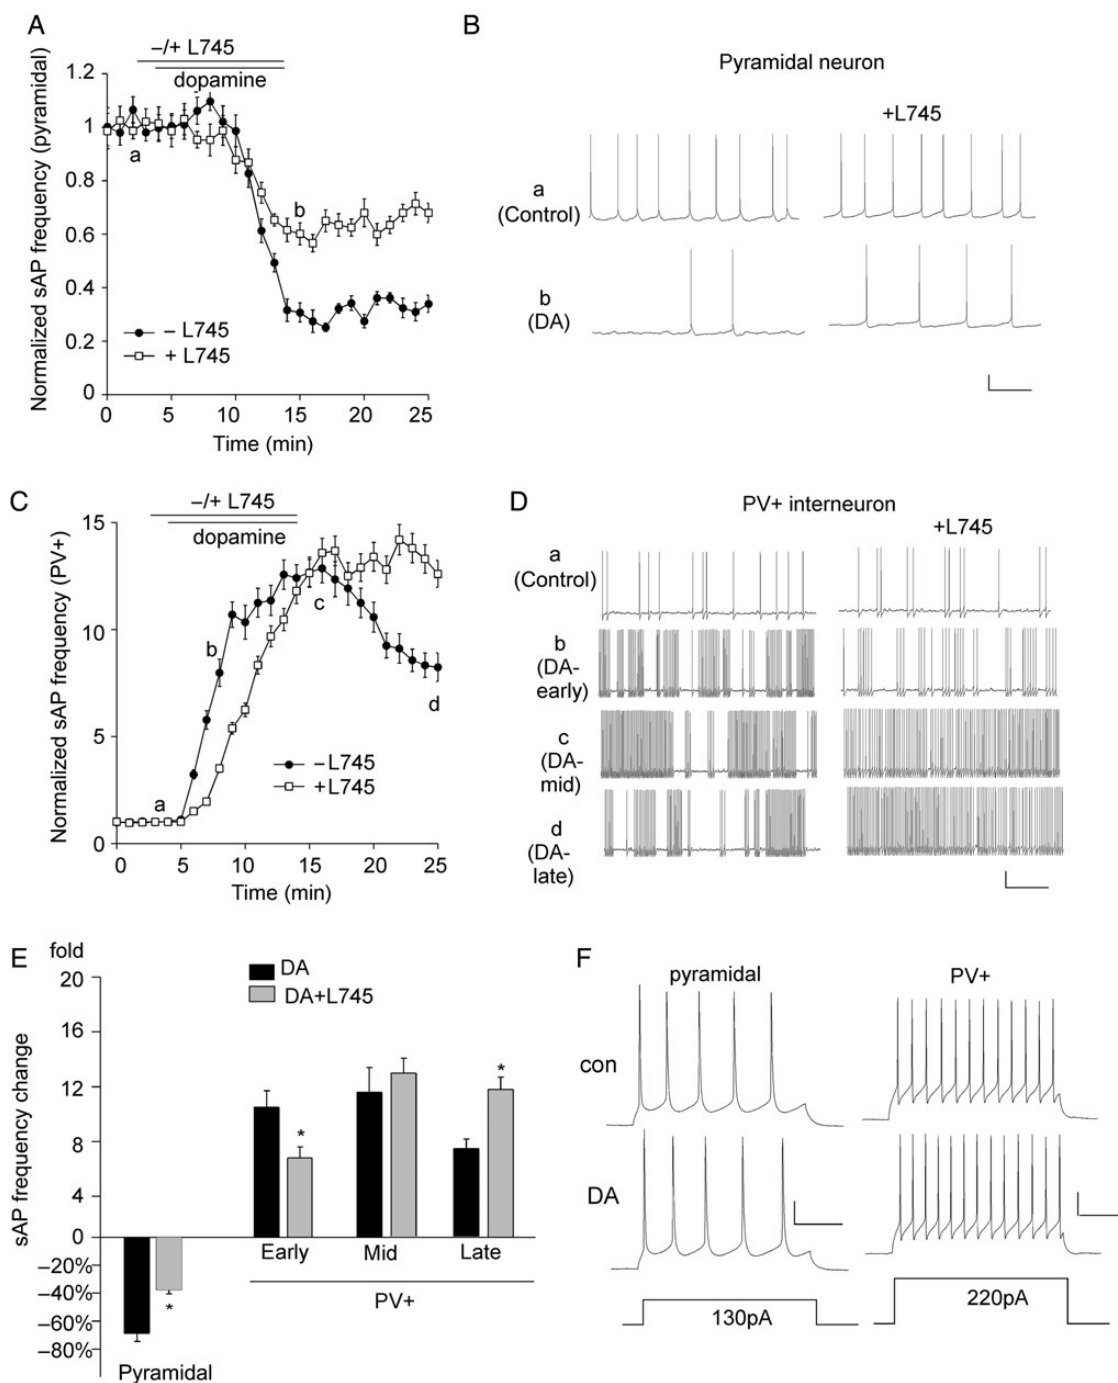 A
−/+ L745
dopamine
Normalized sAP frequency (pyramidal)
1.2
1
0.8
0.6
0.4
0.2
0
a
b
− L745
+ L745
0 5 10 15 20 25
Time (min)
B
Pyramidal neuron
+L745
a
(Control)
b
(DA)
C
−/+ L745
dopamine
Normalized sAP frequency (PV+)
15
10
5
0
a
b
c
d
−L745
+L745
0 5 10 15 20 25
Time (min)
D
PV+ interneuron
+L745
a
(Control)
b
(DA-
early)
c
(DA-
mid)
d
(DA-
late)
E
fold
sAP frequency change
20
16
12
8
4
0
−20%
−40%
−60%
−80%
DA
DA+L745
*
*
*
Early Mid Late
PV+
Pyramidal
F
pyramidal PV+
con
DA
130pA
220pA